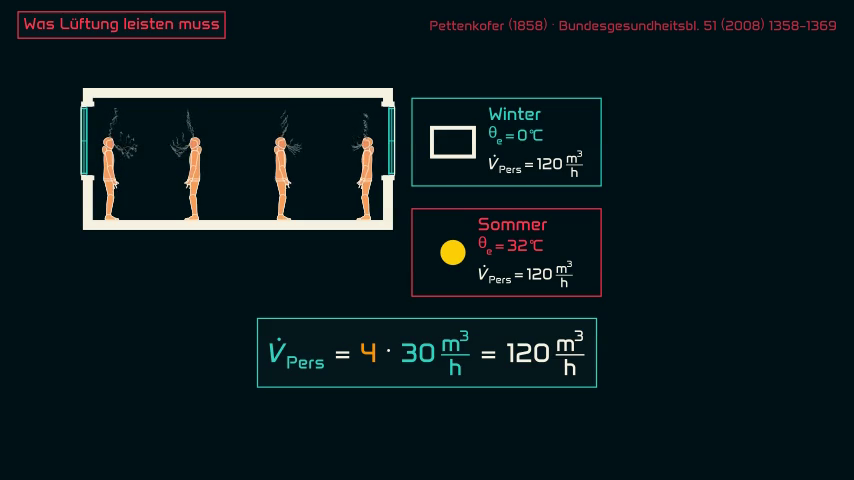 Was Lüftung leisten muss
Pettenkofer (1858) · Bundesgesundheitsbl. 51 (2008) 1358-1369
Winter
θₑ = 0°C
V̇Pers = 120 m³/h
Sommer
θₑ = 32°C
V̇Pers = 120 m³/h
V̇Pers = 4 · 30 m³/h = 120 m³/h